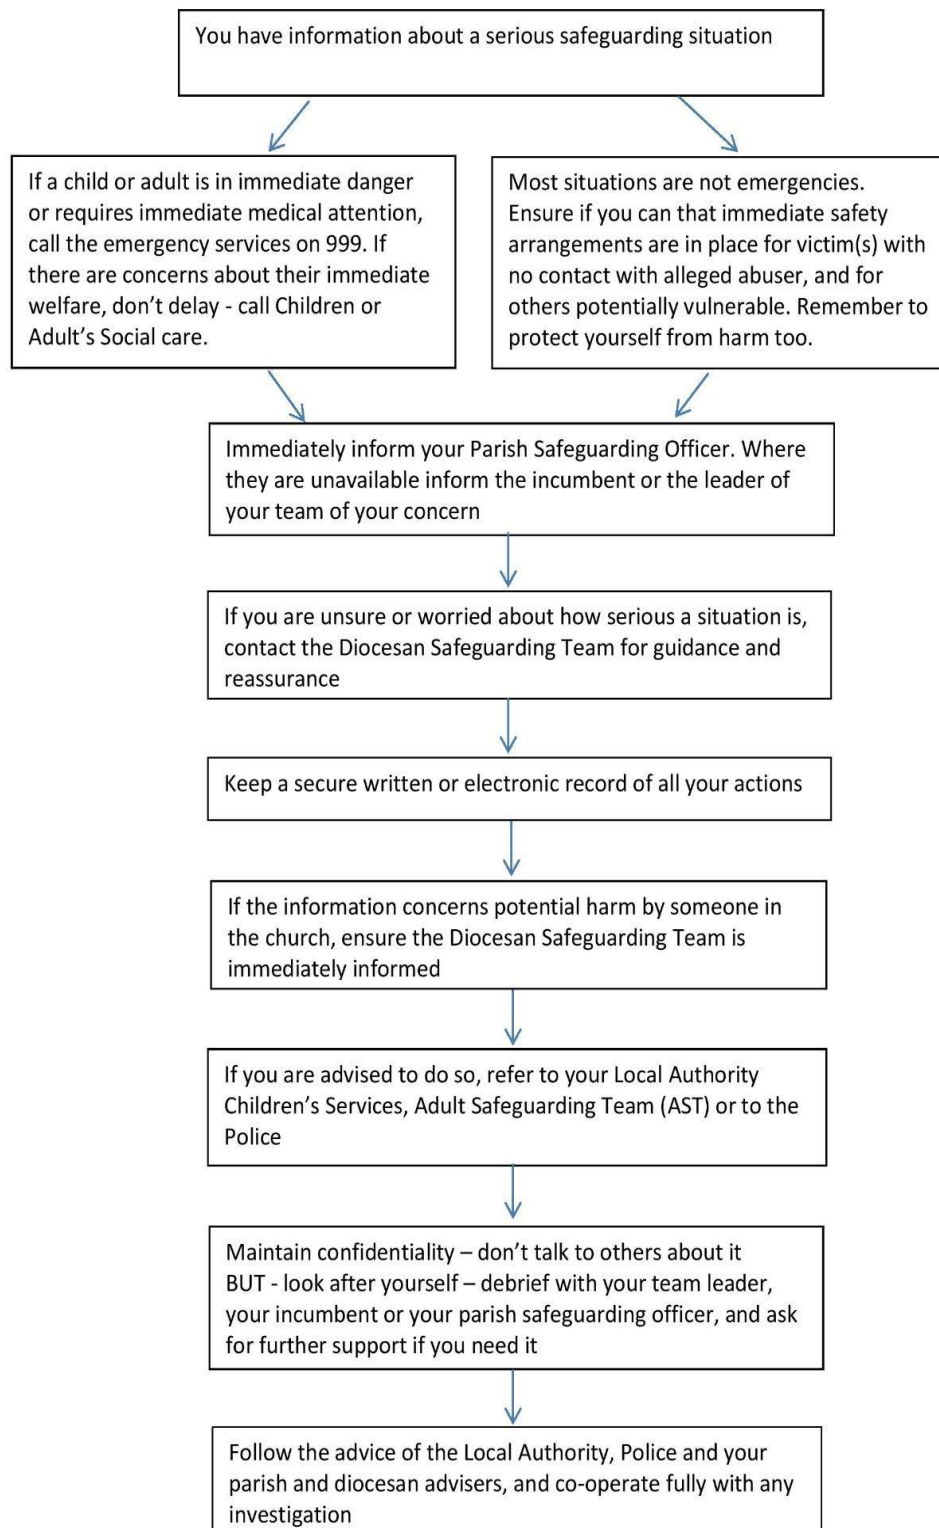 You have information about a serious safeguarding situation
If a child or adult is in immediate danger
or requires immediate medical attention,
call the emergency services on 999. If
there are concerns about their immediate
welfare, don’t delay - call Children or
Adult’s Social care.
Most situations are not emergencies.
Ensure if you can that immediate safety
arrangements are in place for victim(s) with
no contact with alleged abuser, and for
others potentially vulnerable. Remember to
protect yourself from harm too.
Immediately inform your Parish Safeguarding Officer. Where
they are unavailable inform the incumbent or the leader of
your team of your concern
If you are unsure or worried about how serious a situation is,
contact the Diocesan Safeguarding Team for guidance and
reassurance
Keep a secure written or electronic record of all your actions
If the information concerns potential harm by someone in
the church, ensure the Diocesan Safeguarding Team is
immediately informed
If you are advised to do so, refer to your Local Authority
Children’s Services, Adult Safeguarding Team (AST) or to the
Police
Maintain confidentiality – don’t talk to others about it
BUT - look after yourself – debrief with your team leader,
your incumbent or your parish safeguarding officer, and ask
for further support if you need it
Follow the advice of the Local Authority, Police and your
parish and diocesan advisers, and co-operate fully with any
investigation